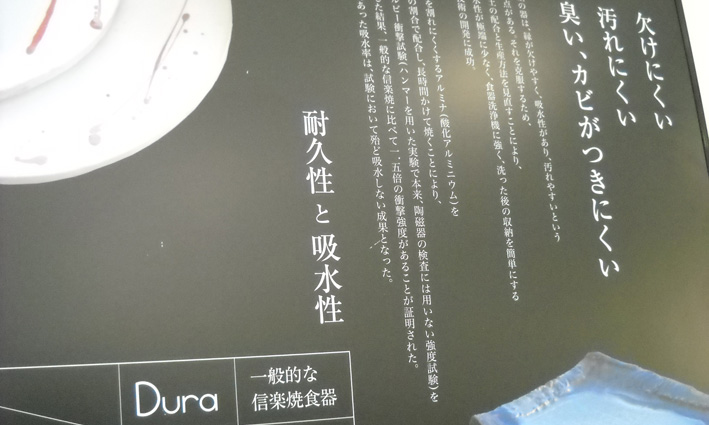 欠けにくい
汚れにくい
臭い、カビがつきにくい
の器は、縁が欠けやすく、吸水性があり、汚れやすいという
点がある。それを克服するため、
土の配合と生産方法を見直すことにより、
水率が極端に少なく、食器洗浄機に強く、洗った後の収納を簡単にする
術の開発に成功。
を割れにくくするアルミナ(酸化アルミニウム)を
の割合で配合し、長時間かけて焼くことにより、
ルピー衝撃試験(ハンマーを用いた実験で本来、陶磁器の検査には用いない強度試験)を
た結果、一般的な信楽焼に比べて一.五倍の衝撃強度があることが証明された。
あった吸水率は、試験において殆ど吸水しない成果となった。
耐久性と吸水性
Dura
一般的な
信楽焼食器